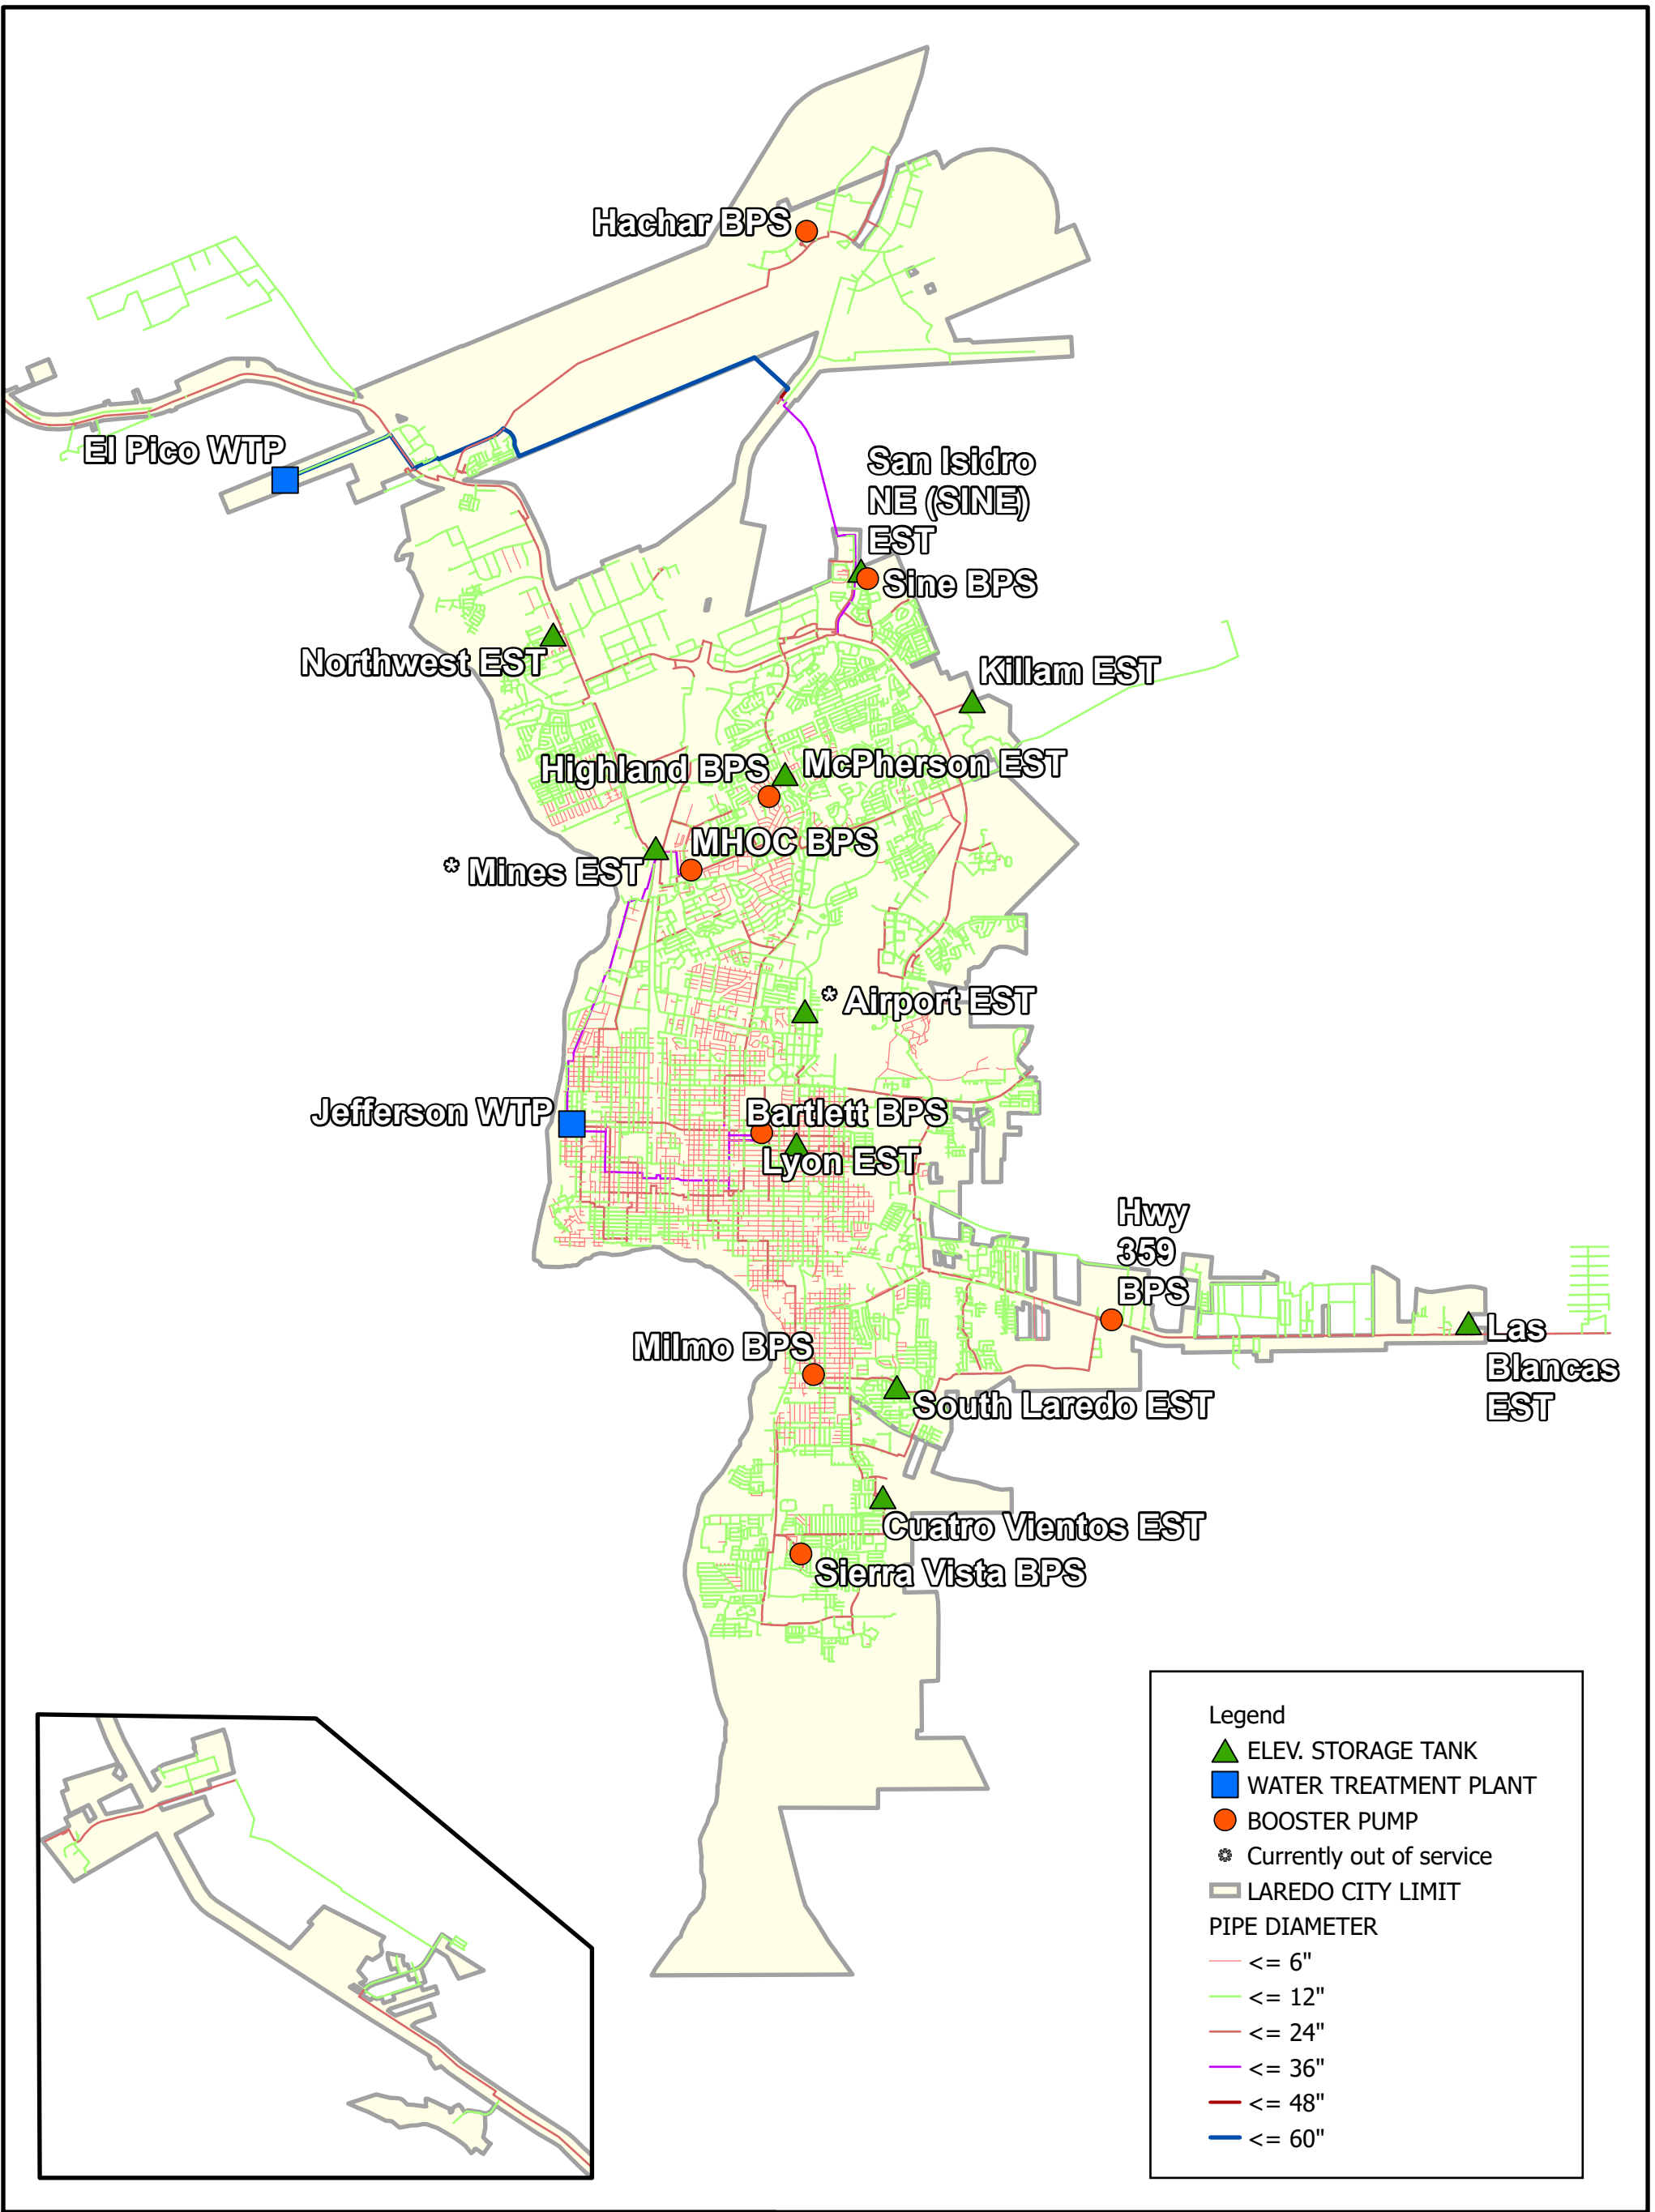 Hachar BPS
El Pico WTP
San Isidro
NE (SINE)
EST
Sine BPS
Northwest EST
Killam EST
Highland BPS
McPherson EST
MHOC BPS
* Mines EST
* Airport EST
Jefferson WTP
Bartlett BPS
Lyon EST
Hwy
359
BPS
Milmo BPS
Las
Blancas
EST
South Laredo EST
Cuatro Vientos EST
Sierra Vista BPS
Legend
ELEV. STORAGE TANK
WATER TREATMENT PLANT
BOOSTER PUMP
* Currently out of service
LAREDO CITY LIMIT
PIPE DIAMETER
<= 6"
<= 12"
<= 24"
<= 36"
<= 48"
<= 60"